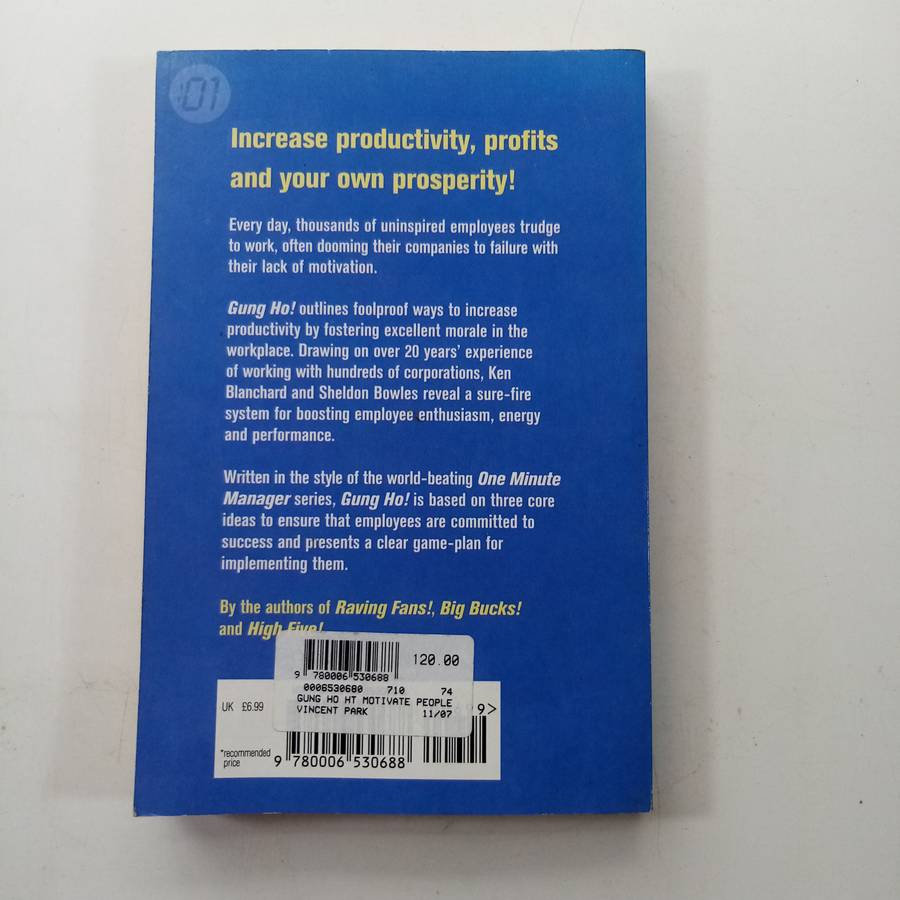 :01
Increase productivity, profits
and your own prosperity!
Every day, thousands of uninspired employees trudge
to work, often dooming their companies to failure with
their lack of motivation.
Gung Ho! outlines foolproof ways to increase
productivity by fostering excellent morale in the
workplace. Drawing on over 20 years' experience
of working with hundreds of corporations, Ken
Blanchard and Sheldon Bowles reveal a sure-fire
system for boosting employee enthusiasm, energy
and performance.
Written in the style of the world-beating One Minute
Manager series, Gung Ho! is based on three core
ideas to ensure that employees are committed to
success and presents a clear game-plan for
implementing them.
By the authors of Raving Fans!, Big Bucks!
and High Five!
120.00
9 780006 530688
0006530680 710 74
GUNG HO HT MOTIVATE PEOPLE
VINCENT PARK 11/07
UK £6.99
9>
*recommended
price
9 780006 530688